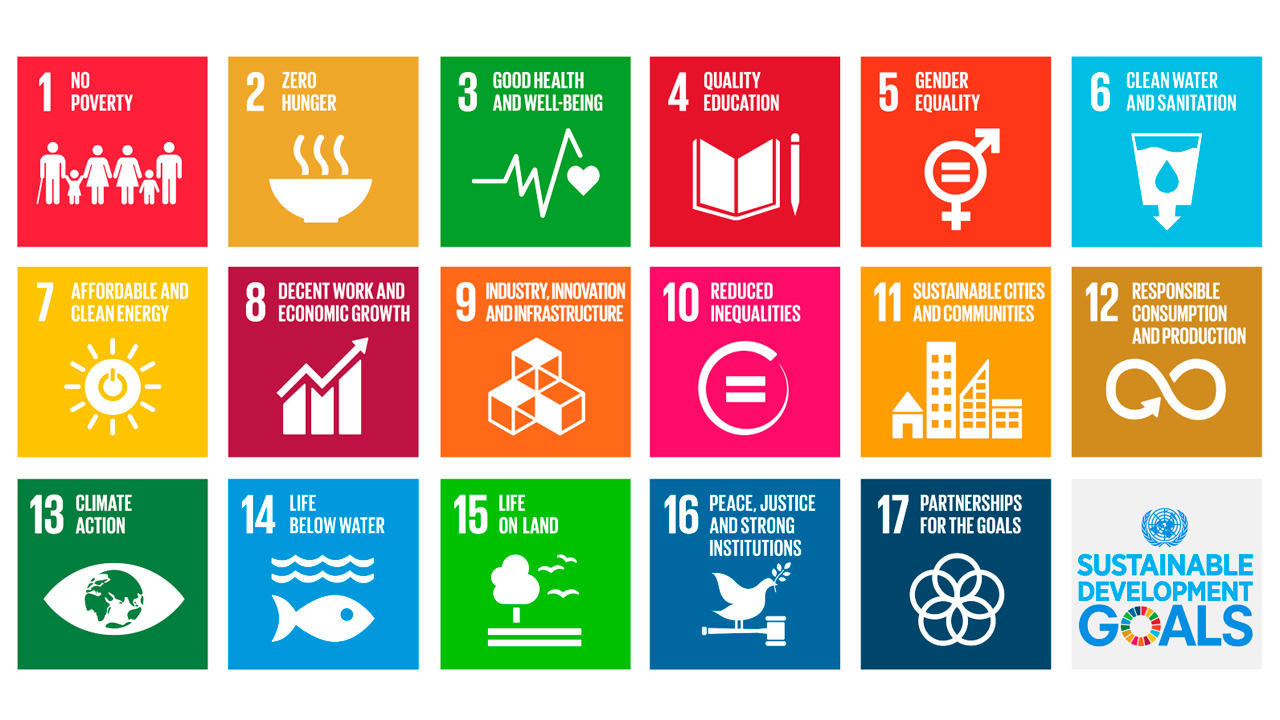 1 NO
POVERTY
2 ZERO
HUNGER
3 GOOD HEALTH
AND WELL-BEING
4 QUALITY
EDUCATION
5 GENDER
EQUALITY
6 CLEAN WATER
AND SANITATION
7 AFFORDABLE AND
CLEAN ENERGY
8 DECENT WORK AND
ECONOMIC GROWTH
9 INDUSTRY, INNOVATION
AND INFRASTRUCTURE
10 REDUCED
INEQUALITIES
11 SUSTAINABLE CITIES
AND COMMUNITIES
12 RESPONSIBLE
CONSUMPTION
AND PRODUCTION
13 CLIMATE
ACTION
14 LIFE
BELOW WATER
15 LIFE
ON LAND
16 PEACE, JUSTICE
AND STRONG
INSTITUTIONS
17 PARTNERSHIPS
FOR THE GOALS
SUSTAINABLE
DEVELOPMENT
GOALS